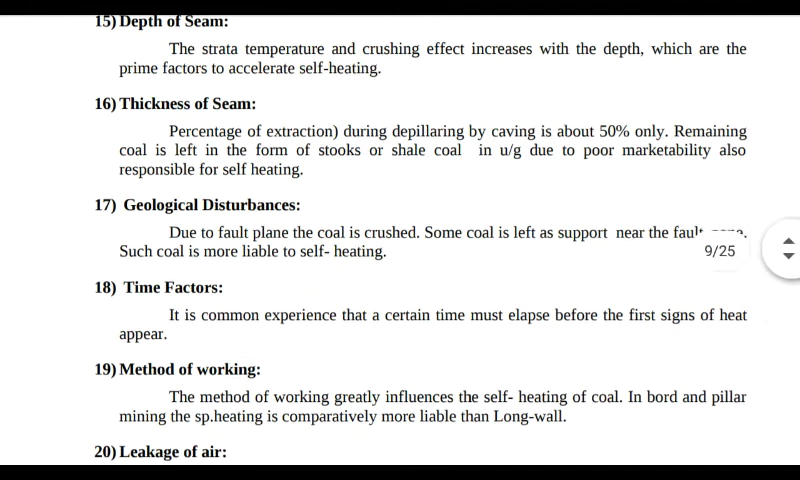 15) Depth of Seam:
The strata temperature and crushing effect increases with the depth, which are the
prime factors to accelerate self-heating.
16) Thickness of Seam:
Percentage of extraction) during depillaring by caving is about 50% only. Remaining
coal is left in the form of stooks or shale coal in u/g due to poor marketability also
responsible for self heating.
17) Geological Disturbances:
Due to fault plane the coal is crushed. Some coal is left as support near the fault
Such coal is more liable to self- heating.
9/25
18) Time Factors:
It is common experience that a certain time must elapse before the first signs of heat
appear.
19) Method of working:
The method of working greatly influences the self- heating of coal. In bord and pillar
mining the sp.heating is comparatively more liable than Long-wall.
20) Leakage of air: